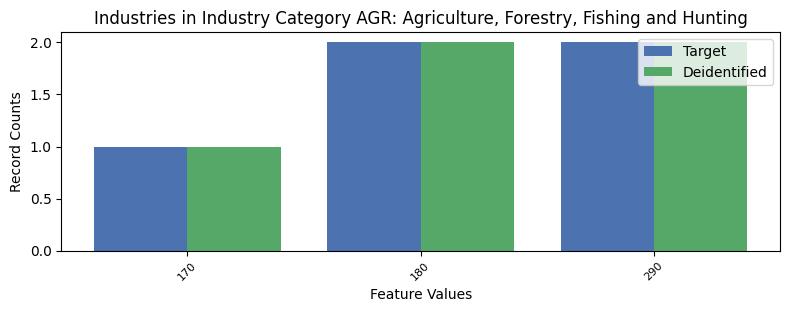 Industries in Industry Category AGR: Agriculture, Forestry, Fishing and Hunting
Target
Deidentified
Record Counts
2.0
1.5
1.0
0.5
0.0
170
180
290
Feature Values